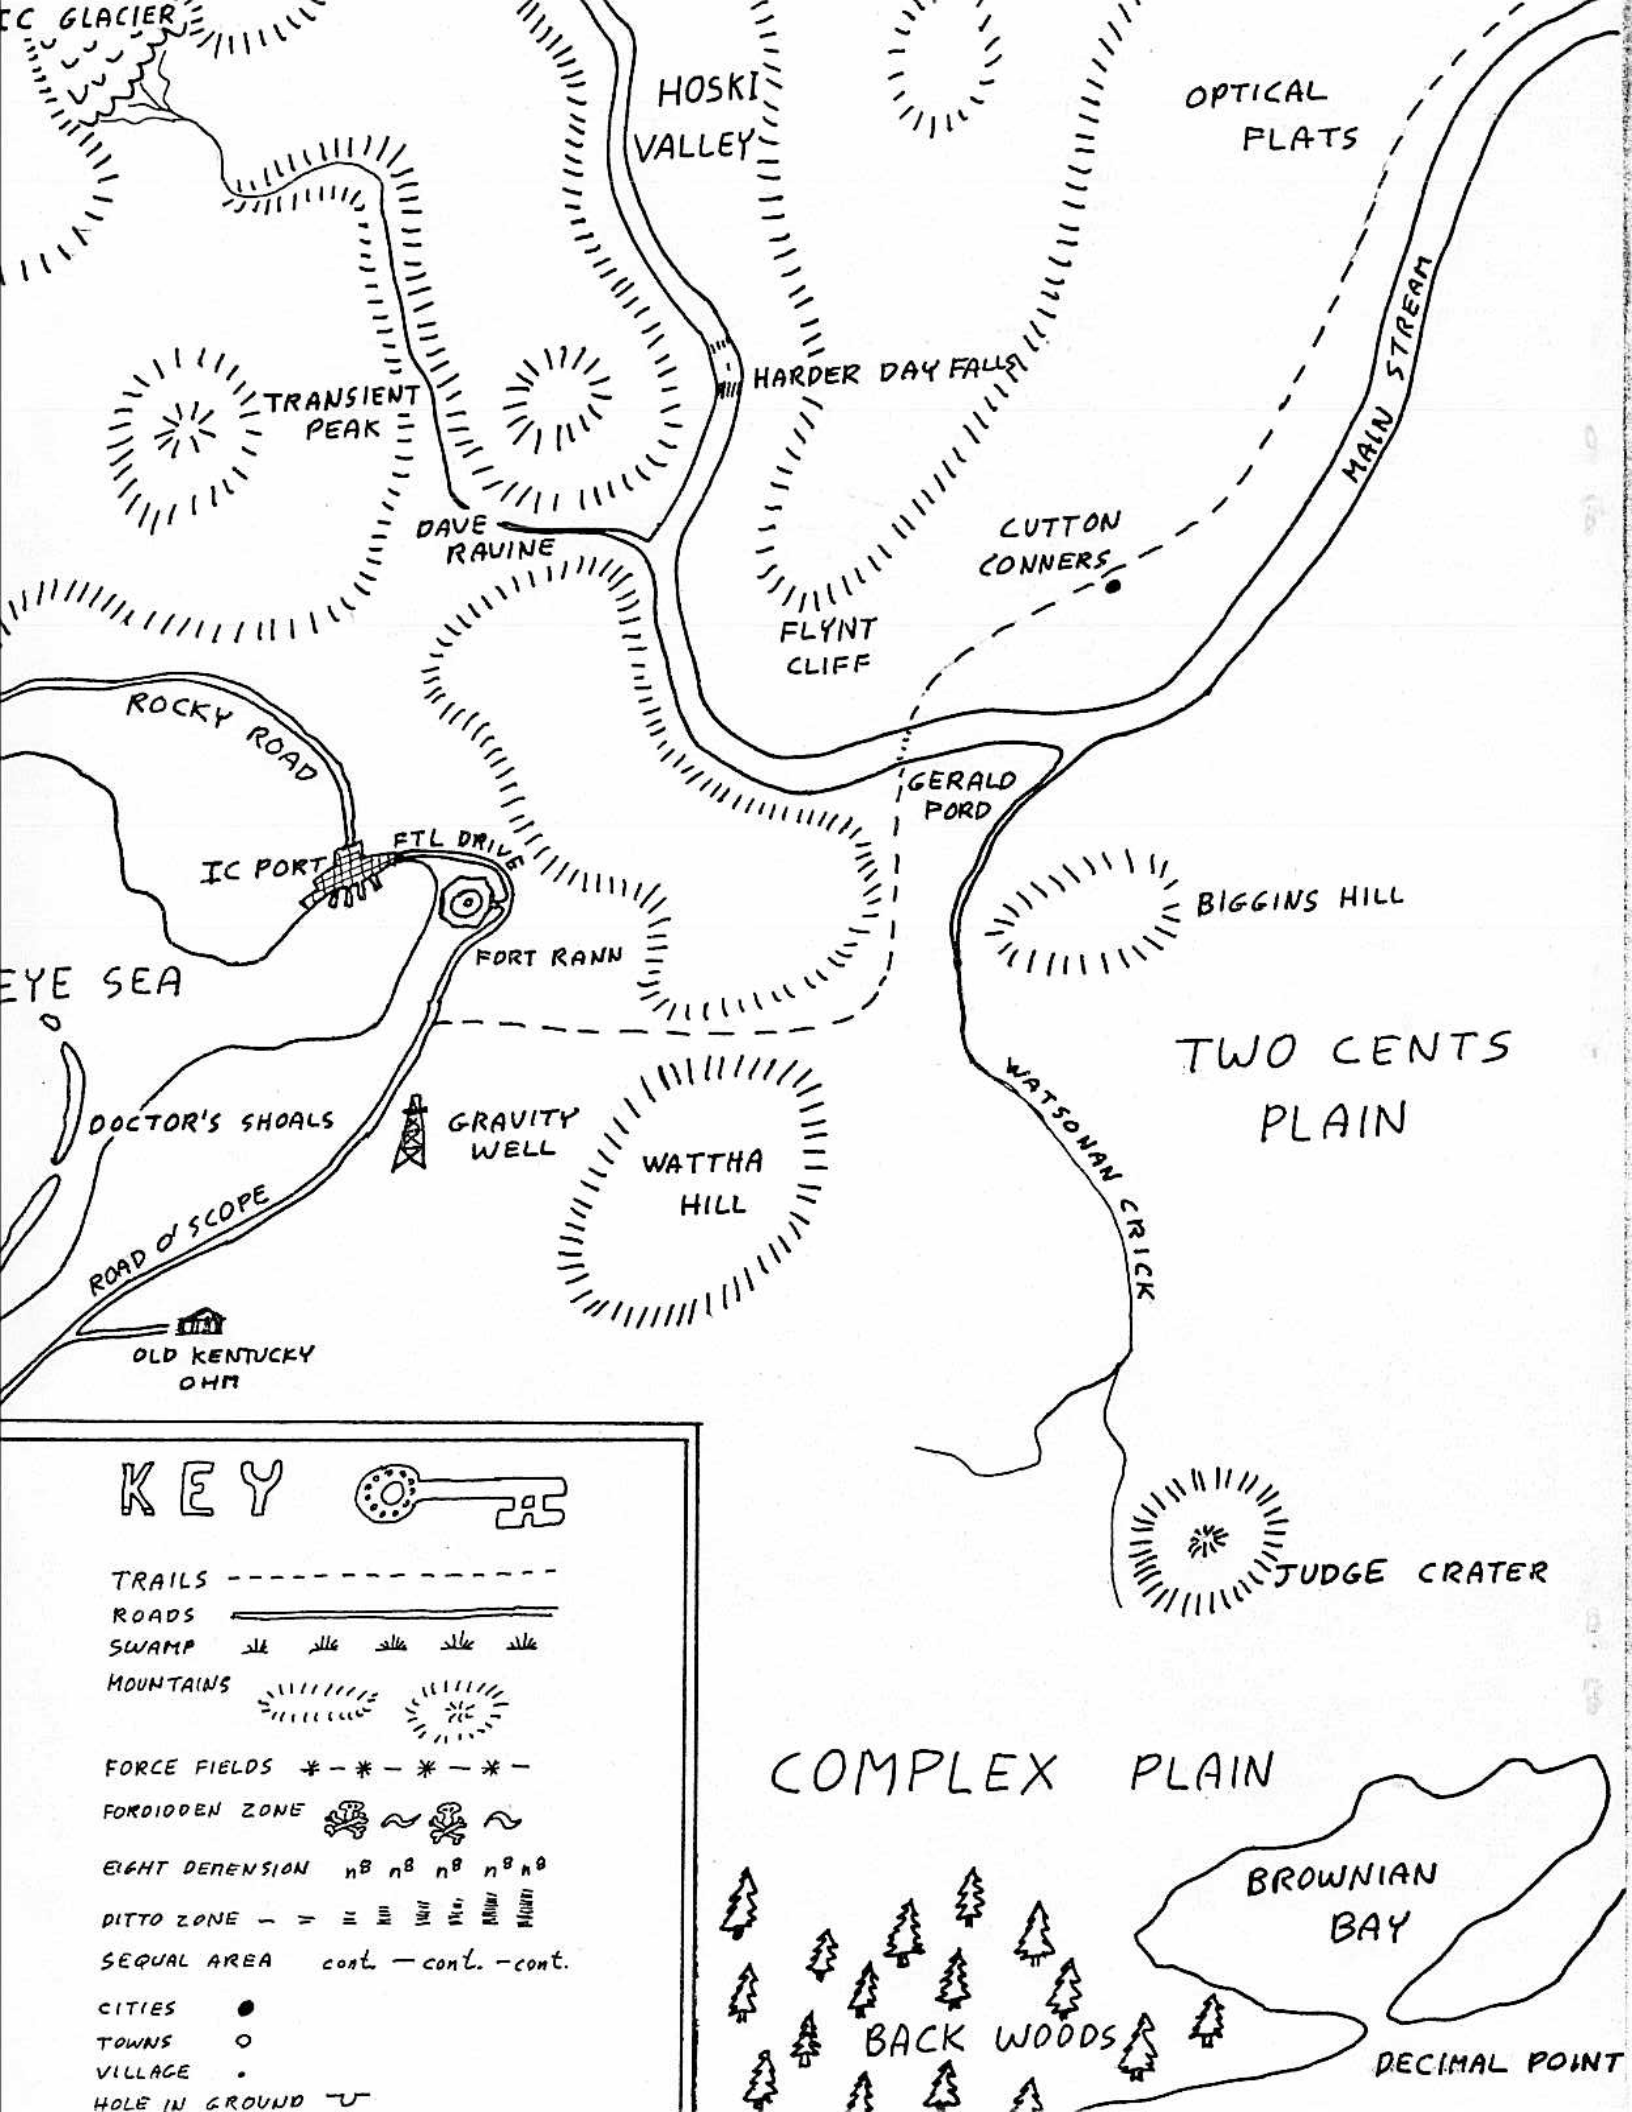 IC GLACIER
HOSKI
VALLEY
OPTICAL
FLATS
MAIN STREAM
HARDER DAY FALLS
TRANSIENT
PEAK
DAVE
RAVINE
CUTTON
CONNERS
FLYNT
CLIFF
ROCKY ROAD
GERALD
FORD
FTL DRIVE
IC PORT
BIGGINS HILL
FORT RANN
EYE SEA
TWO CENTS
PLAIN
WATSONAN CRICK
DOCTOR'S SHOALS
GRAVITY
WELL
WATTHA
HILL
ROAD O' SCOPE
OLD KENTUCKY
OHM
KEY
TRAILS
ROADS
SWAMP
MOUNTAINS
FORCE FIELDS
FORDIDDEN ZONE
EIGHT DEMENSION n8 n8 n8 n8 n8
DITTO ZONE
SEQUAL AREA cont. — cont. — cont.
CITIES
TOWNS
VILLAGE
HOLE IN GROUND
JUDGE CRATER
COMPLEX PLAIN
BROWNIAN
BAY
BACK WOODS
DECIMAL POINT